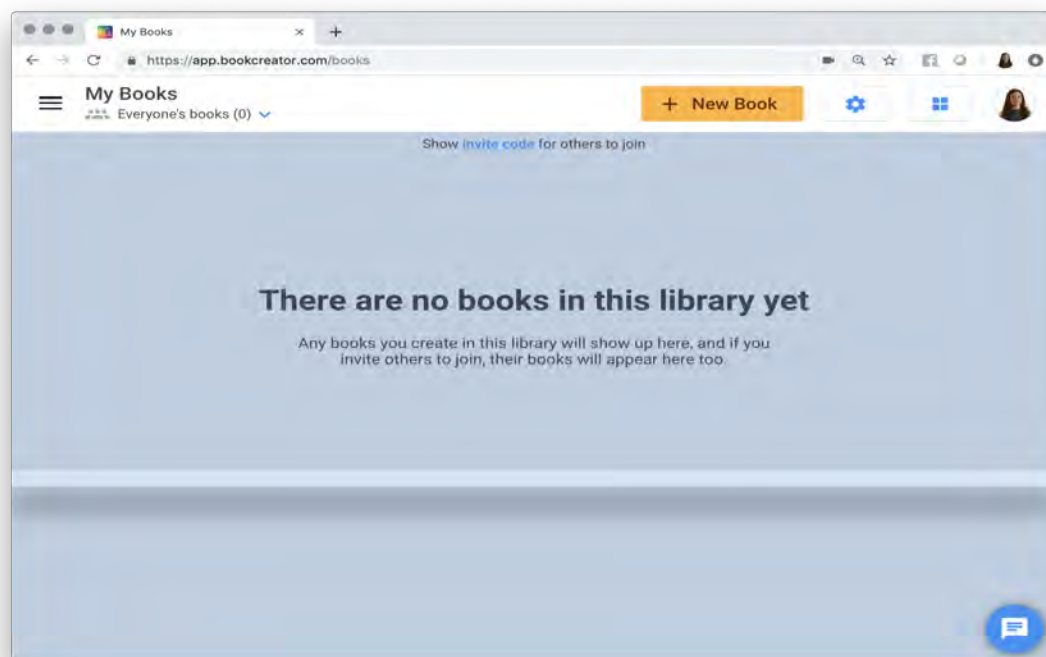 My Books
https://app.bookcreator.com/books
My Books
Everyone's books (0)
+ New Book
Show invite code for others to join
There are no books in this library yet
Any books you create in this library will show up here, and if you
invite others to join, their books will appear here too.